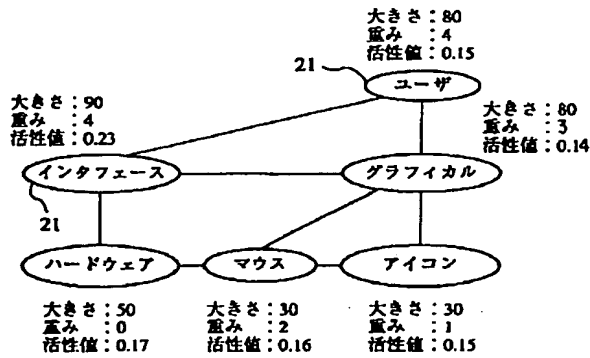 大きさ：80
重み：4
活性値：0.15
21
ユーザ
大きさ：90
重み：4
活性値：0.23
大きさ：80
重み：3
活性値：0.14
インタフェース
グラフィカル
21
ハードウェア
マウス
アイコン
大きさ：50
重み：0
活性値：0.17
大きさ：30
重み：2
活性値：0.16
大きさ：30
重み：1
活性値：0.15